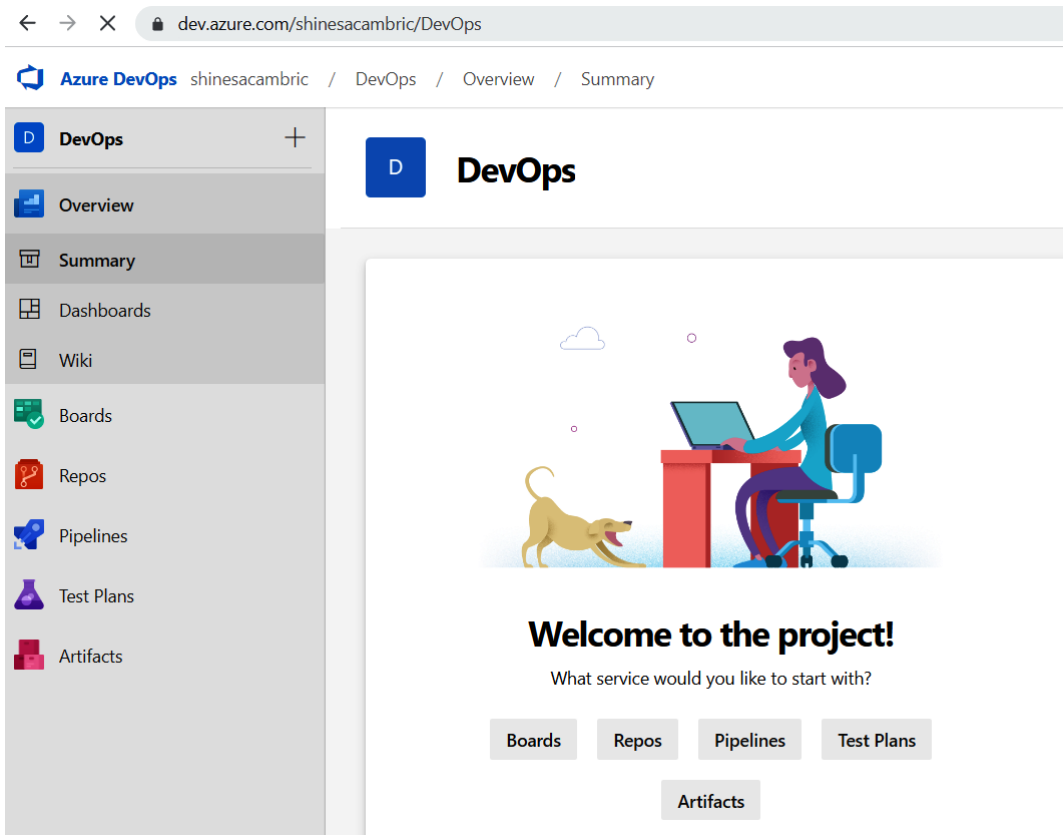 dev.azure.com/shinesacambric/DevOps
Azure DevOps shinesacambric / DevOps / Overview / Summary
D DevOps
Overview
Summary
Dashboards
Wiki
Boards
Repos
Pipelines
Test Plans
Artifacts
D DevOps
Welcome to the project!
What service would you like to start with?
Boards Repos Pipelines Test Plans
Artifacts